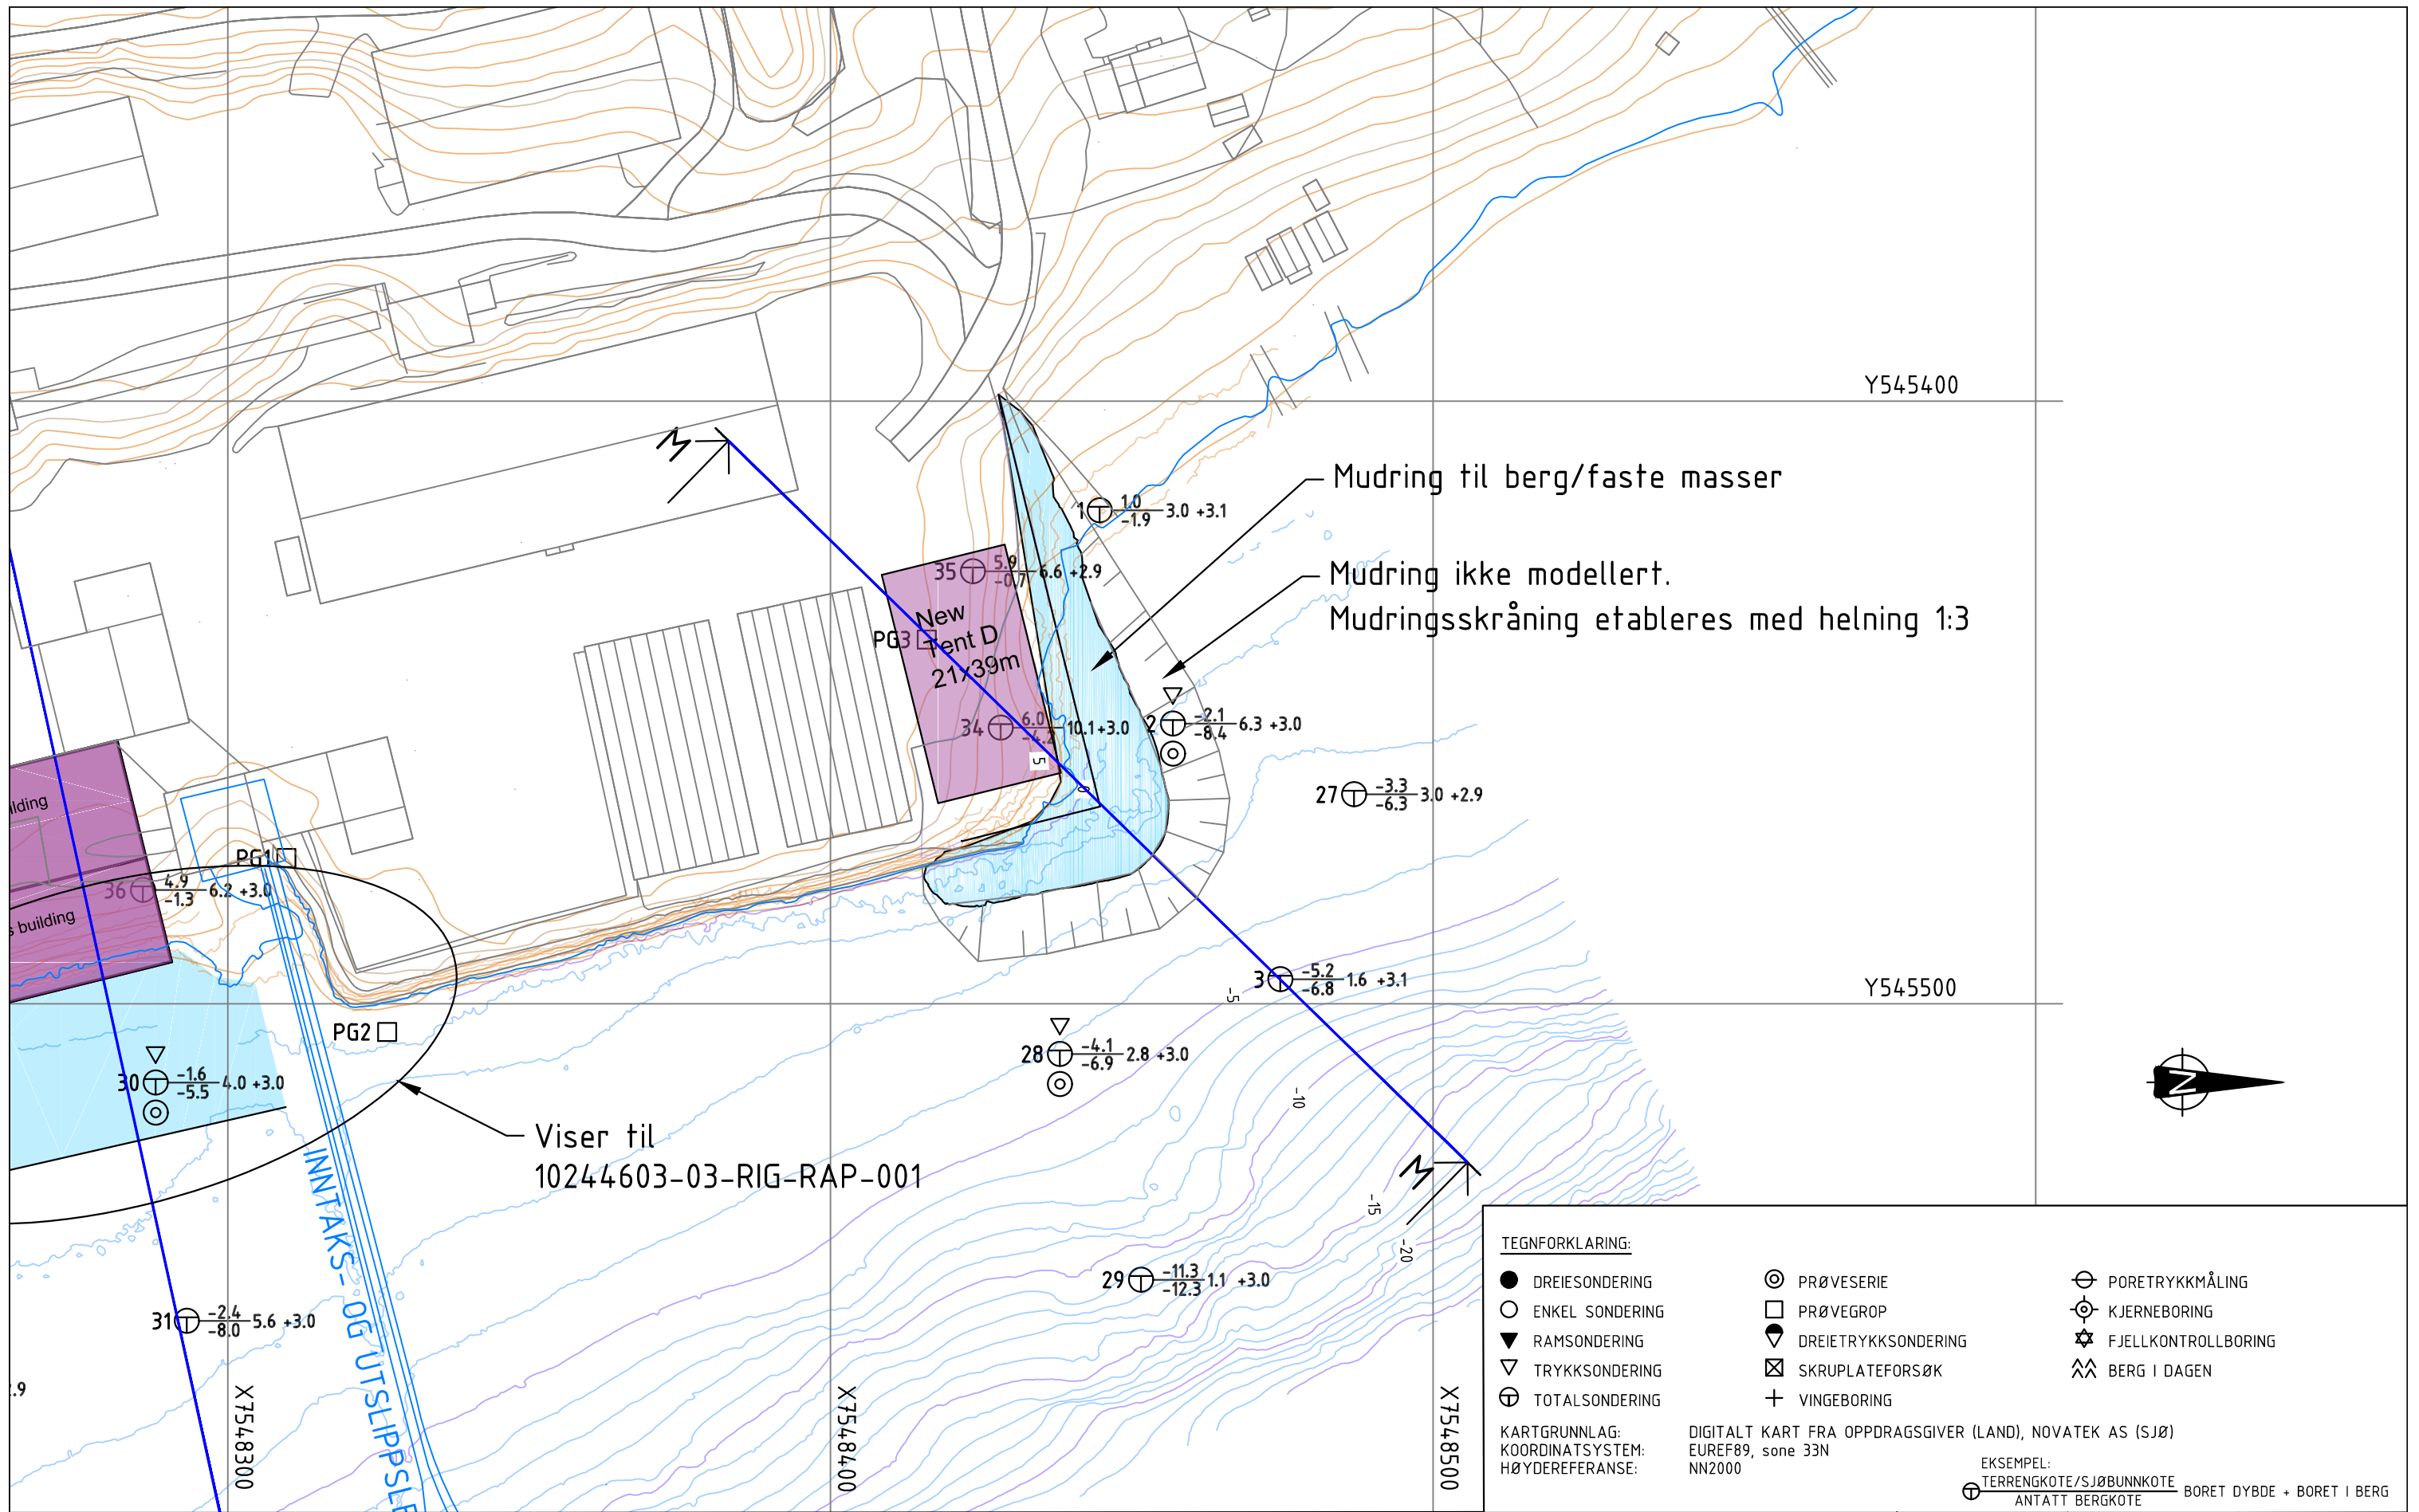 Y545400
Mudring til berg/faste masser
1 1.0 -1.9 3.0 +3.1
Mudring ikke modellert.
Mudringsskråning etableres med helning 1:3
35 5.9 -0.7 6.6 +2.9
New
Tent D
21x39m
PG3
34 6.0 -4.2 10.1 +3.0
5
0
2 -2.1 -8.4 6.3 +3.0
27 -3.3 -6.3 3.0 +2.9
ilding
PG1
36 4.9 -1.3 6.2 +3.0
s building
3 -5.2 -6.8 1.6 +3.1
Y545500
-5
PG2
28 -4.1 -6.9 2.8 +3.0
30 -1.6 -5.5 4.0 +3.0
N
-10
Viser til
10244603-03-RIG-RAP-001
M
M
-15
-20
29 -11.3 -12.3 1.1 +3.0
31 -2.4 -8.0 5.6 +3.0
INNTAKS- OG UTSLIPPSLE
2.9
X7548300
X7548400
X7548500
TEGNFORKLARING:
DREIESONDERING
ENKEL SONDERING
RAMSONDERING
TRYKKSONDERING
TOTALSONDERING
PRØVESERIE
PRØVEGROP
DREIETRYKKSONDERING
SKRUPLATEFORSØK
VINGEBORING
PORETRYKKMÅLING
KJERNEBORING
FJELLKONTROLLBORING
BERG I DAGEN
KARTGRUNNLAG: DIGITALT KART FRA OPPDRAGSGIVER (LAND), NOVATEK AS (SJØ)
KOORDINATSYSTEM: EUREF89, sone 33N
HØYDEREFERANSE: NN2000
EKSEMPEL:
TERRENGKOTE/SJØBUNNKOTE
ANTATT BERGKOTE
BORET DYBDE + BORET I BERG